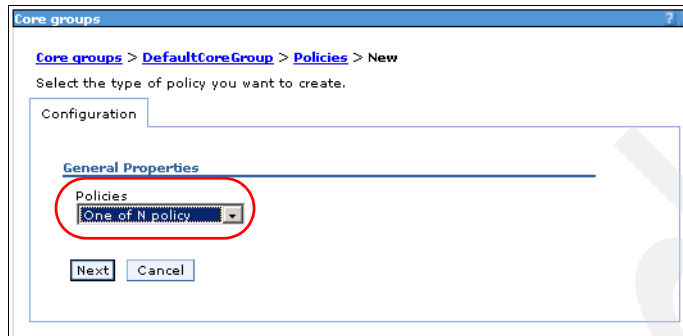 Core groups ?
Core groups > DefaultCoreGroup > Policies > New
Select the type of policy you want to create.
Configuration
General Properties
Policies
One of N policy
Next Cancel